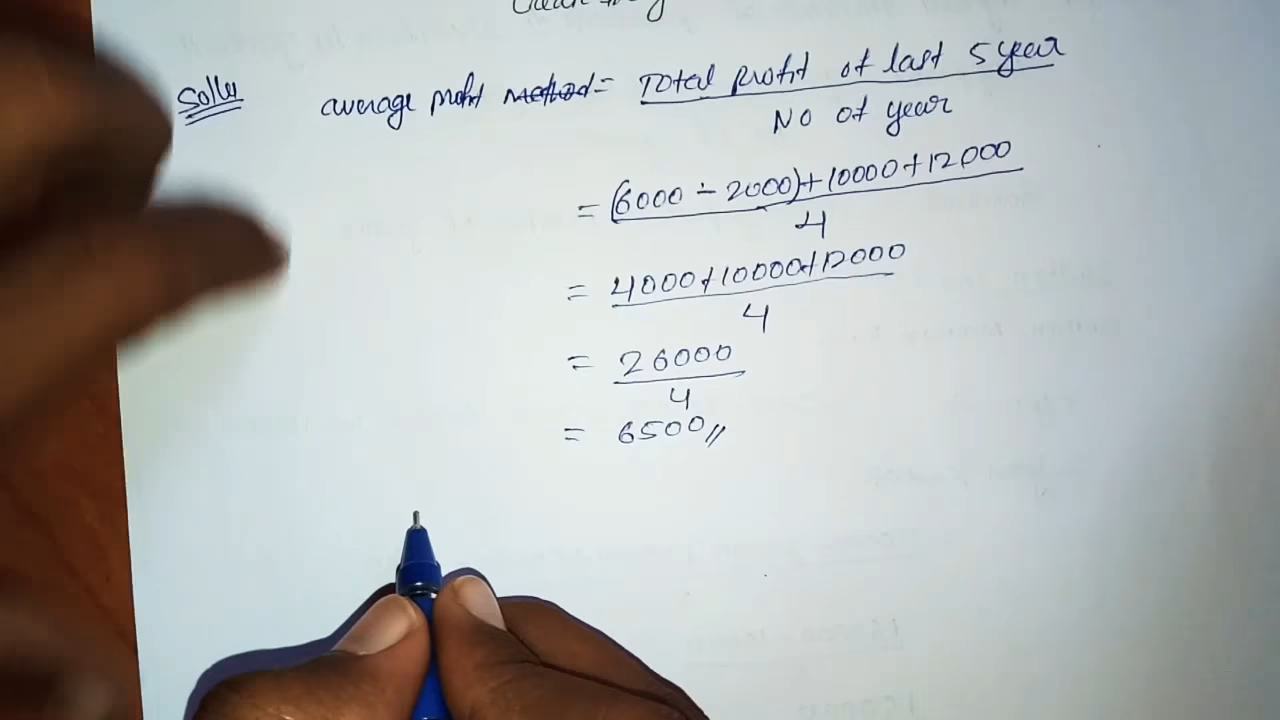 Solu
average profit method = Total profit of last 5 year
No of year
= (6000 - 2000) + 10000 + 12000
4
= 4000 + 10000 + 12000
4
= 26000
4
= 6500 //